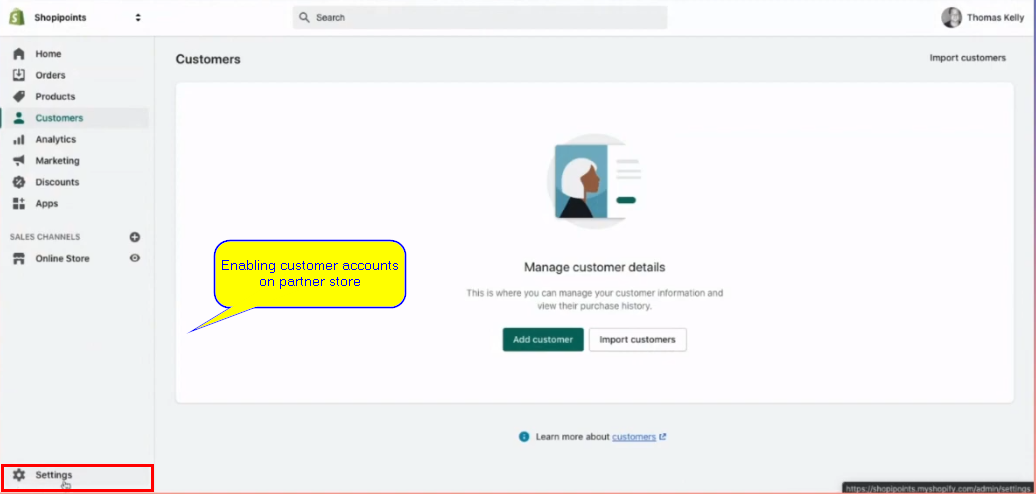 Shopipoints
Search
Thomas Kelly
Home
Orders
Products
Customers
Analytics
Marketing
Discounts
Apps
SALES CHANNELS
Online Store
Settings
Customers
Import customers
Enabling customer accounts
on partner store
Manage customer details
This is where you can manage your customer information and
view their purchase history.
Add customer
Import customers
Learn more about customers
https://shopipoints.myshopify.com/admin/settings